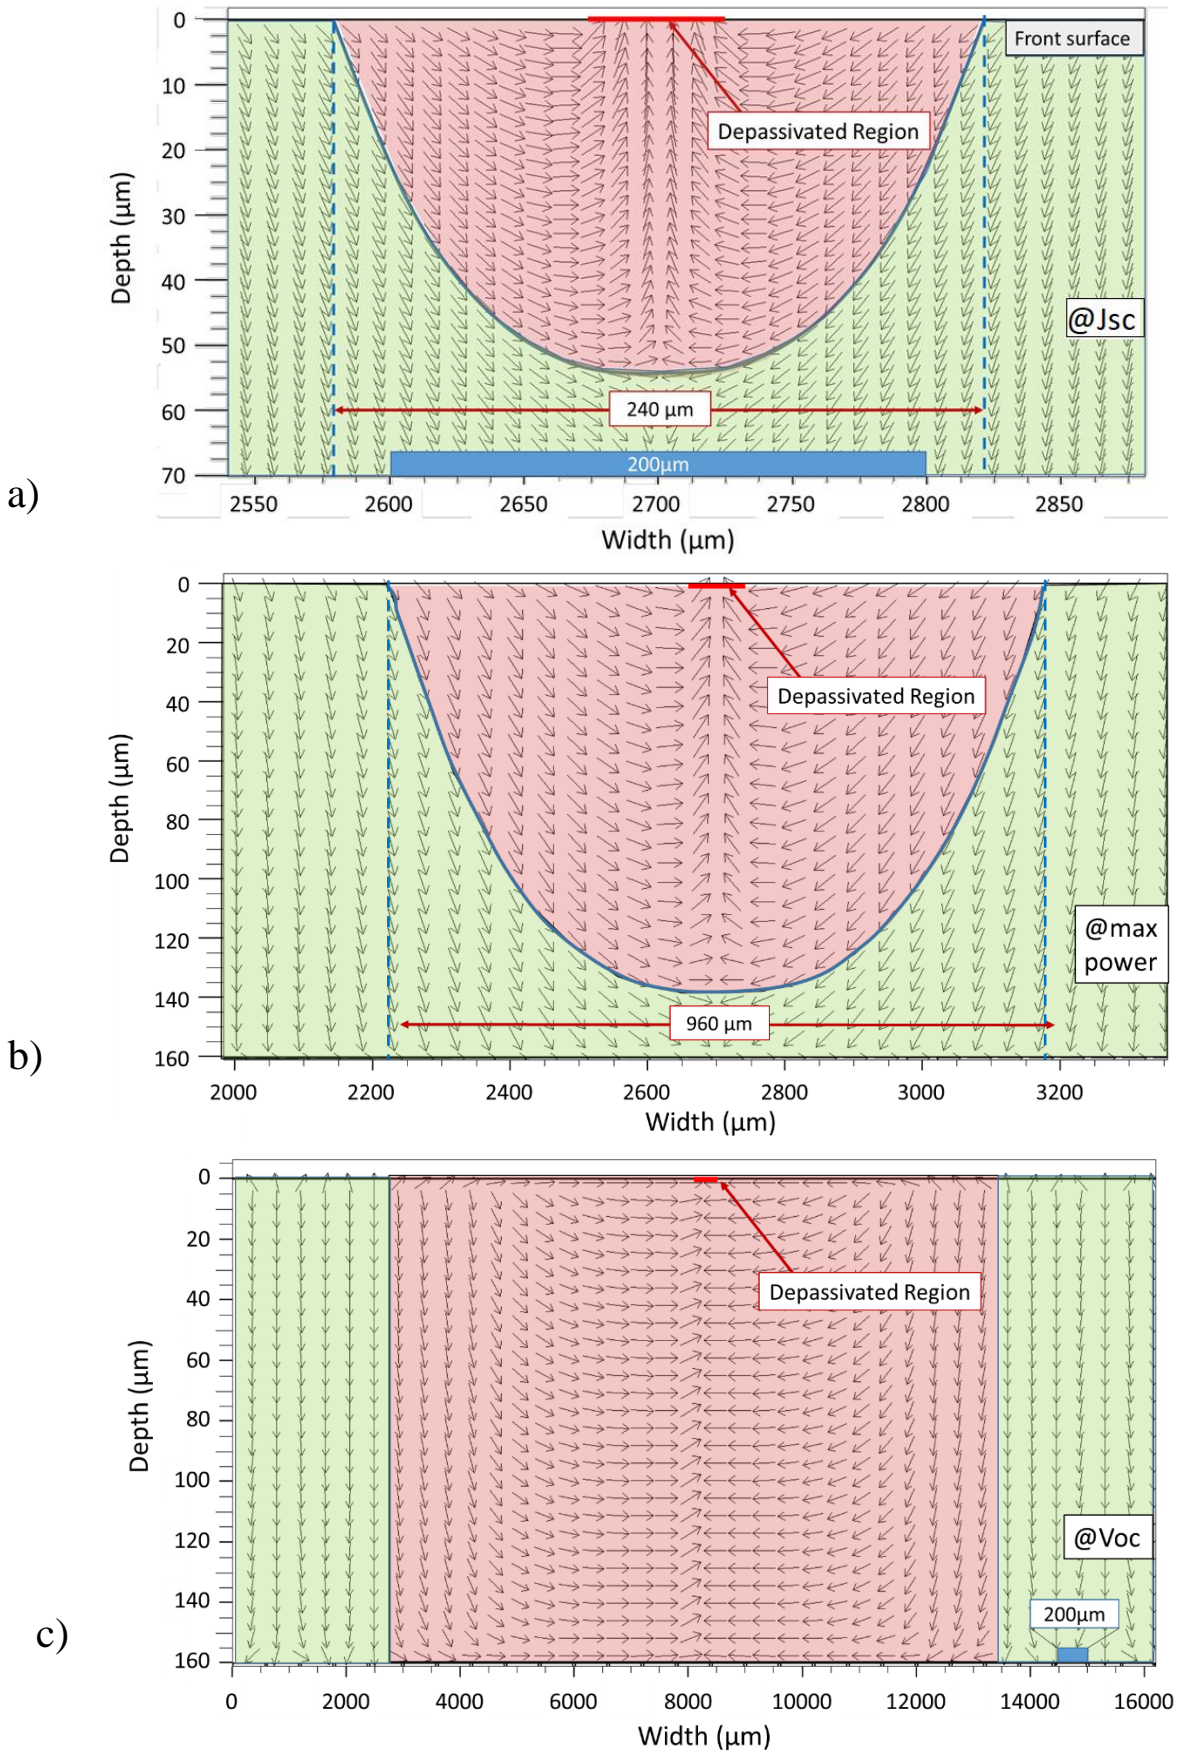 0
Front surface
10
Depassivated Region
20
30
Depth (µm)
40
@Jsc
50
60
240 µm
70
200µm
a)
2550
2600
2650
2700
2750
2800
2850
Width (µm)
0
20
40
Depassivated Region
60
80
Depth (µm)
100
120
@max
power
140
960 µm
160
b)
2000
2200
2400
2600
2800
3000
3200
Width (µm)
0
20
40
Depassivated Region
60
80
Depth (µm)
100
120
@Voc
140
200µm
160
c)
0
2000
4000
6000
8000
10000
12000
14000
16000
Width (µm)